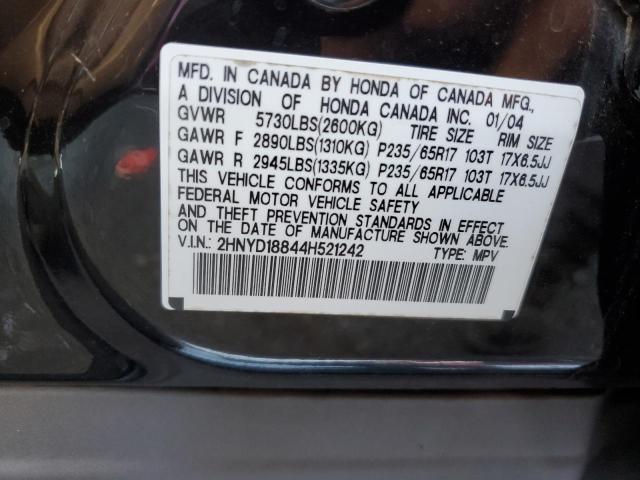 MFD. IN CANADA BY HONDA OF CANADA MFG.,
A DIVISION OF HONDA CANADA INC. 01/04
GVWR 5730LBS(2600KG) TIRE SIZE RIM SIZE
GAWR F 2890LBS(1310KG) P235/65R17 103T 17X6.5JJ
GAWR R 2945LBS(1335KG) P235/65R17 103T 17X6.5JJ
THIS VEHICLE CONFORMS TO ALL APPLICABLE
FEDERAL MOTOR VEHICLE SAFETY
AND THEFT PREVENTION STANDARDS IN EFFECT
ON THE DATE OF MANUFACTURE SHOWN ABOVE.
V.I.N.: 2HNYD18844H521242 TYPE: MPV